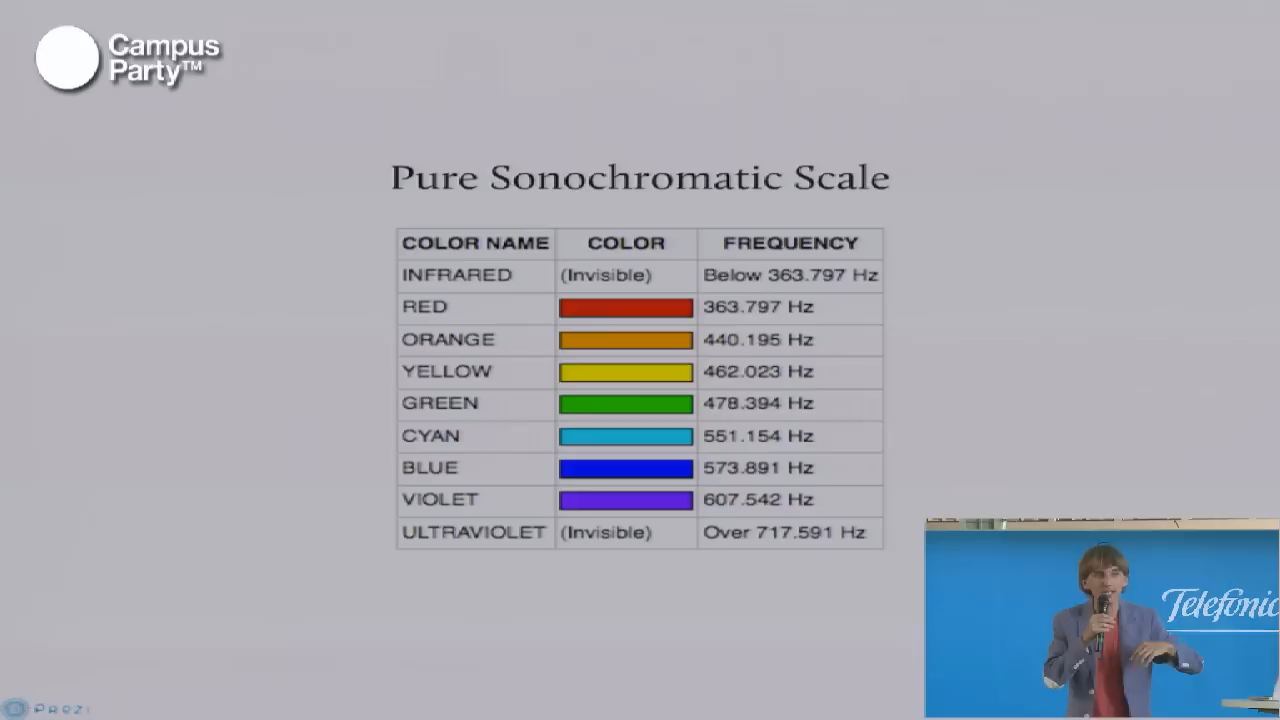 Campus
Party™
Pure Sonochromatic Scale
COLOR NAME COLOR FREQUENCY
INFRARED (Invisible) Below 363.797 Hz
RED 363.797 Hz
ORANGE 440.195 Hz
YELLOW 462.023 Hz
GREEN 478.394 Hz
CYAN 551.154 Hz
BLUE 573.891 Hz
VIOLET 607.542 Hz
ULTRAVIOLET (Invisible) Over 717.591 Hz
Telefonic
Prezi